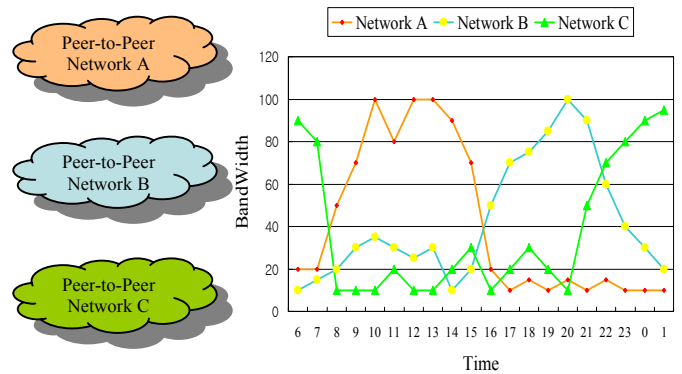 Peer-to-Peer
Network A
Peer-to-Peer
Network B
Peer-to-Peer
Network C
Network A Network B Network C
BandWidth
120
100
80
60
40
20
0
6 7 8 9 10 11 12 13 14 15 16 17 18 19 20 21 22 23 0 1
Time